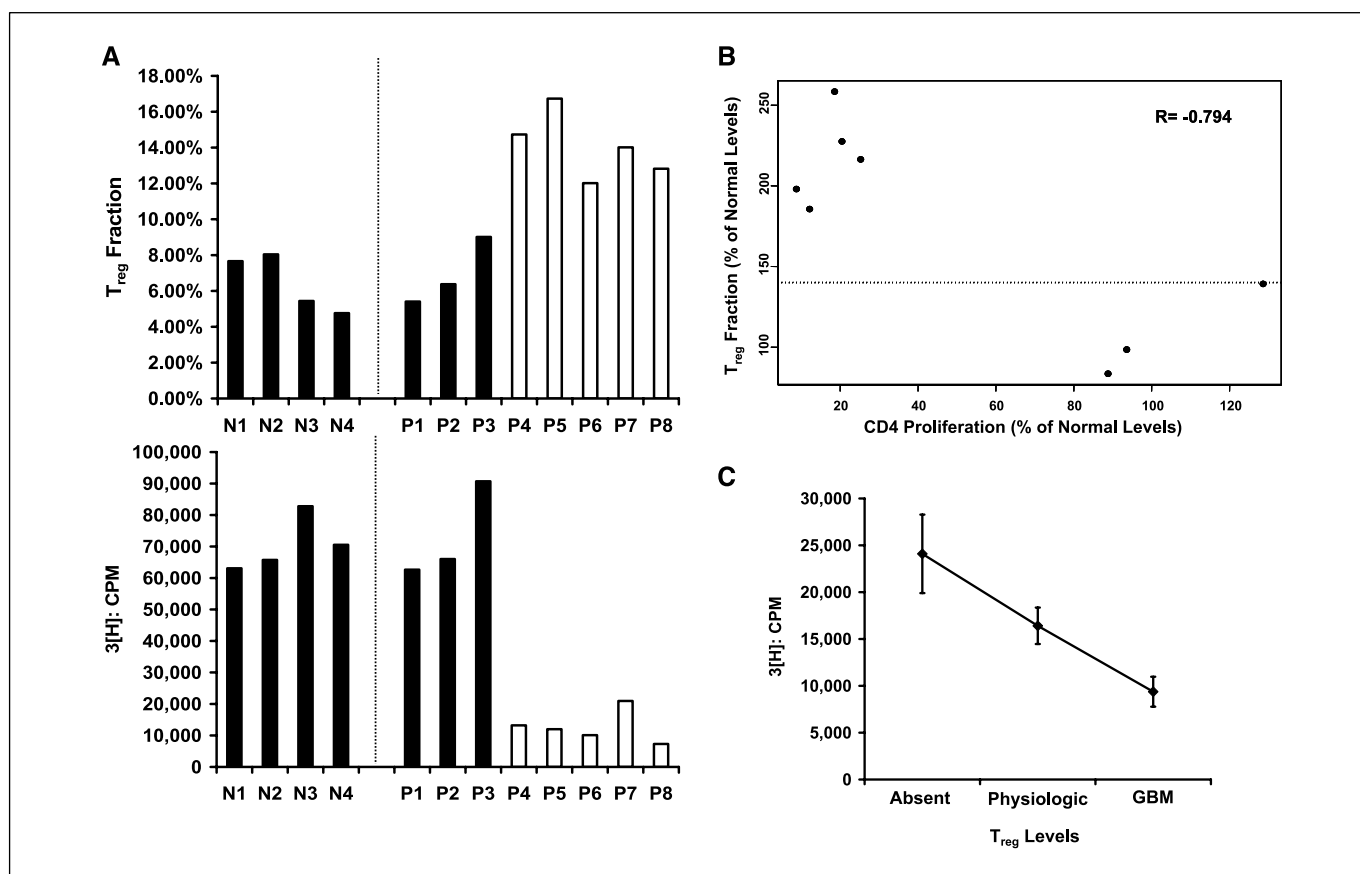 A
18.00%
16.00%
14.00%
12.00%
10.00%
8.00%
6.00%
4.00%
2.00%
0.00%
Treg Fraction
N1 N2 N3 N4 P1 P2 P3 P4 P5 P6 P7 P8
100,000
90,000
80,000
70,000
60,000
50,000
40,000
30,000
20,000
10,000
0
3[H]: CPM
N1 N2 N3 N4 P1 P2 P3 P4 P5 P6 P7 P8
B
R= -0.794
250
200
150
100
Treg Fraction (% of Normal Levels)
20 40 60 80 100 120
CD4 Proliferation (% of Normal Levels)
C
30,000
25,000
20,000
15,000
10,000
5,000
0
3[H]: CPM
Absent Physiologic GBM
Treg Levels